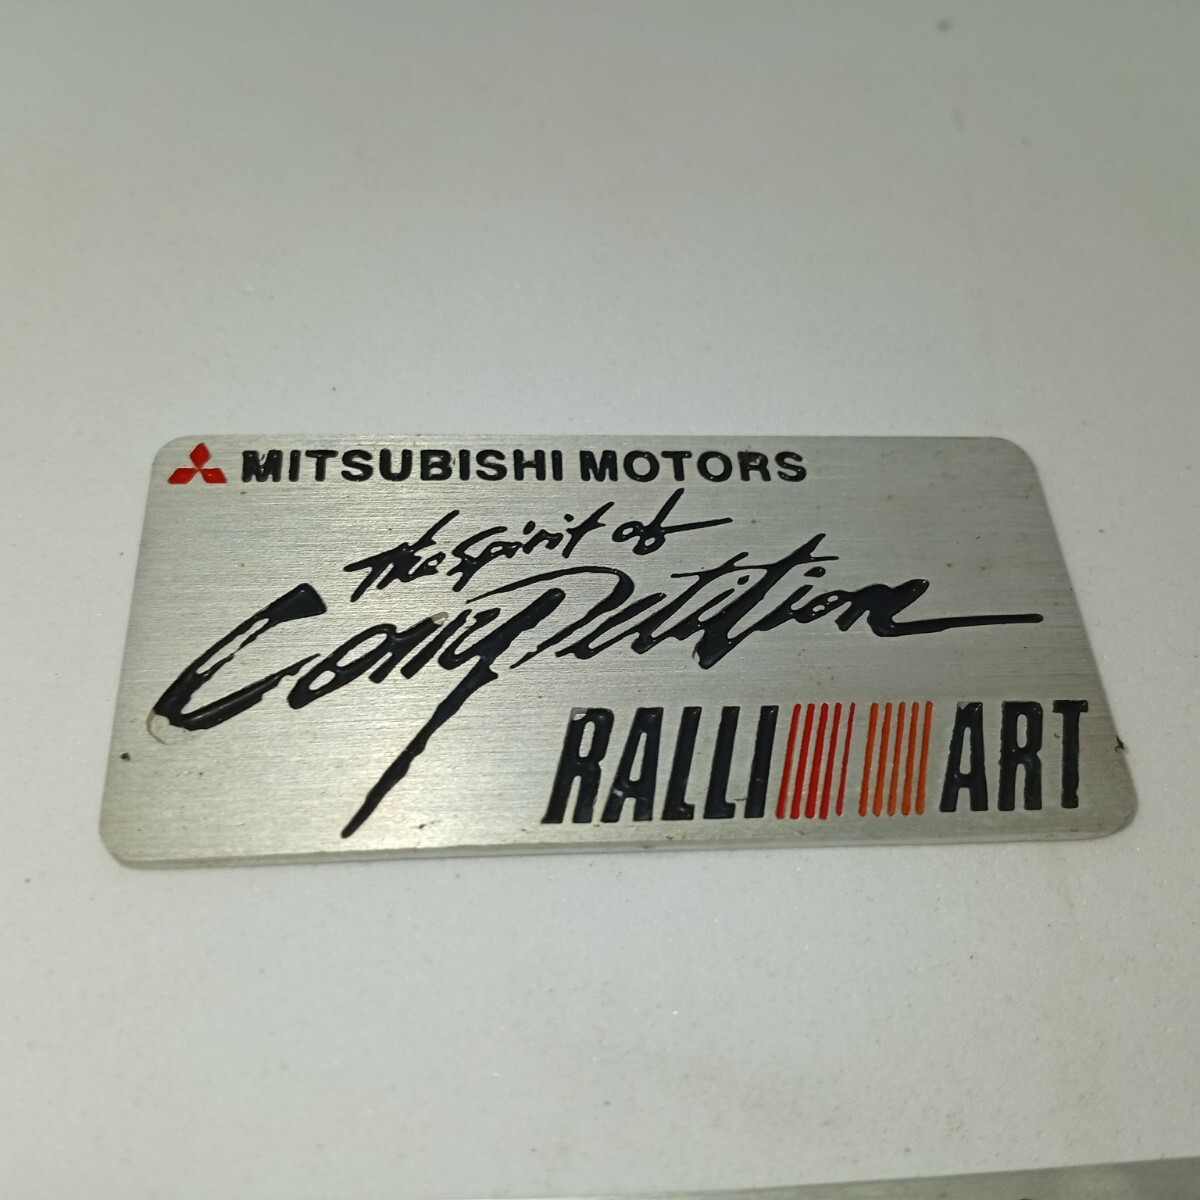 MITSUBISHI MOTORS
The Spirit of
Competition
RALLI ART